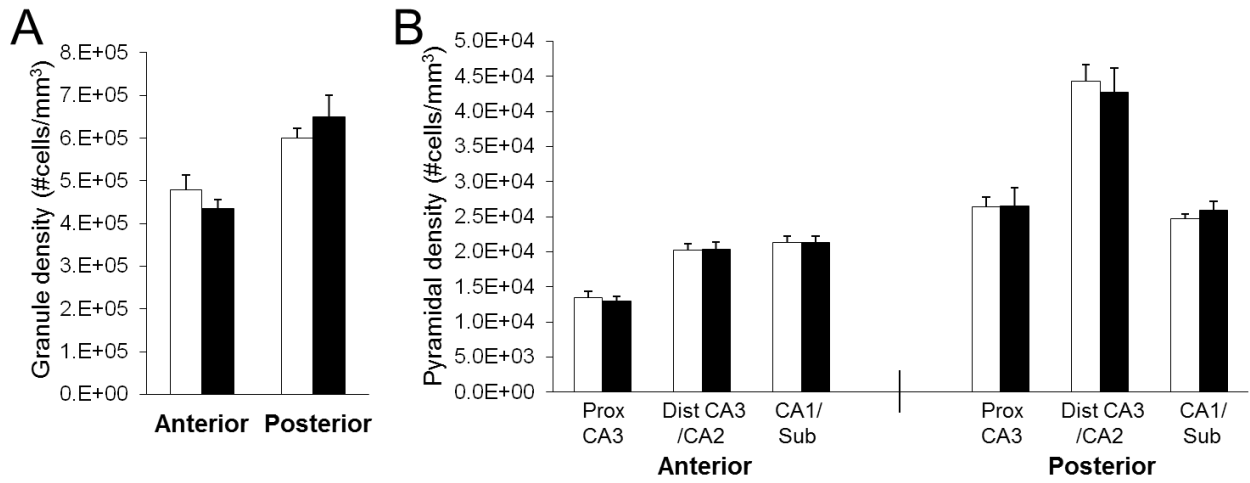 A
Granule density (#cells/mm³)
8.E+05
7.E+05
6.E+05
5.E+05
4.E+05
3.E+05
2.E+05
1.E+05
0.E+00
Anterior
Posterior
B
Pyramidal density (#cells/mm³)
5.0E+04
4.5E+04
4.0E+04
3.5E+04
3.0E+04
2.5E+04
2.0E+04
1.5E+04
1.0E+04
5.0E+03
0.0E+00
Prox
CA3
Dist CA3
/CA2
CA1/
Sub
Anterior
Prox
CA3
Dist CA3
/CA2
CA1/
Sub
Posterior